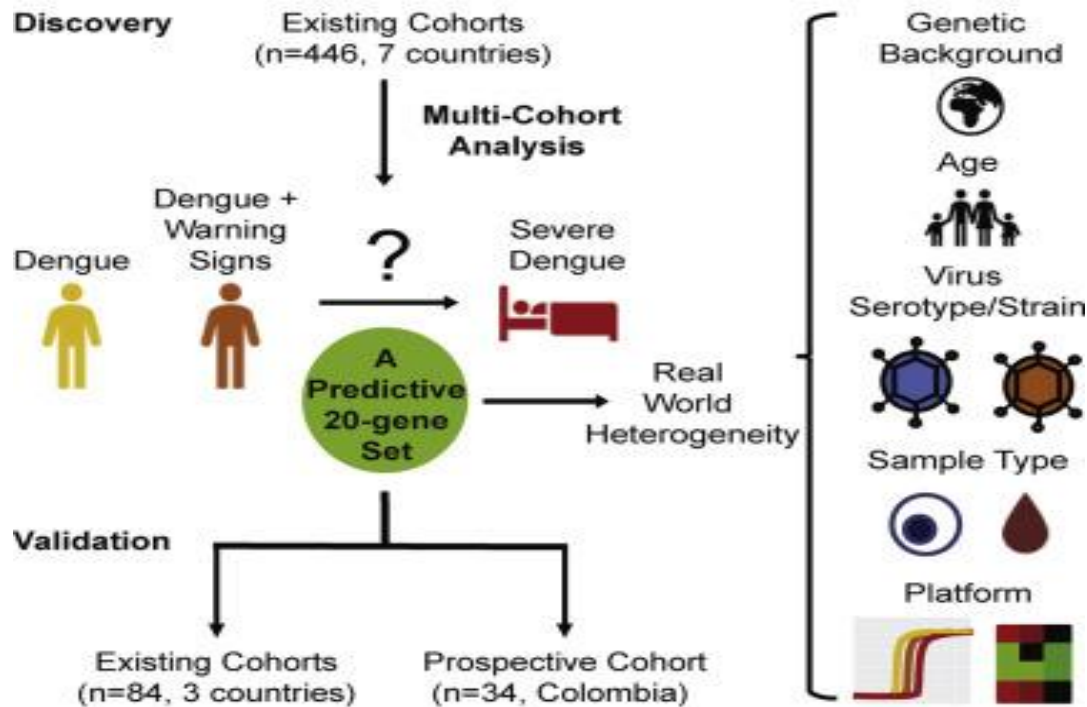 Discovery
Existing Cohorts
(n=446, 7 countries)
Multi-Cohort
Analysis
Dengue
Dengue +
Warning
Signs
?
Severe
Dengue
A
Predictive
20-gene
Set
Real
World
Heterogeneity
Validation
Existing Cohorts
(n=84, 3 countries)
Prospective Cohort
(n=34, Colombia)
Genetic
Background
Age
Virus
Serotype/Strain
Sample Type
Platform